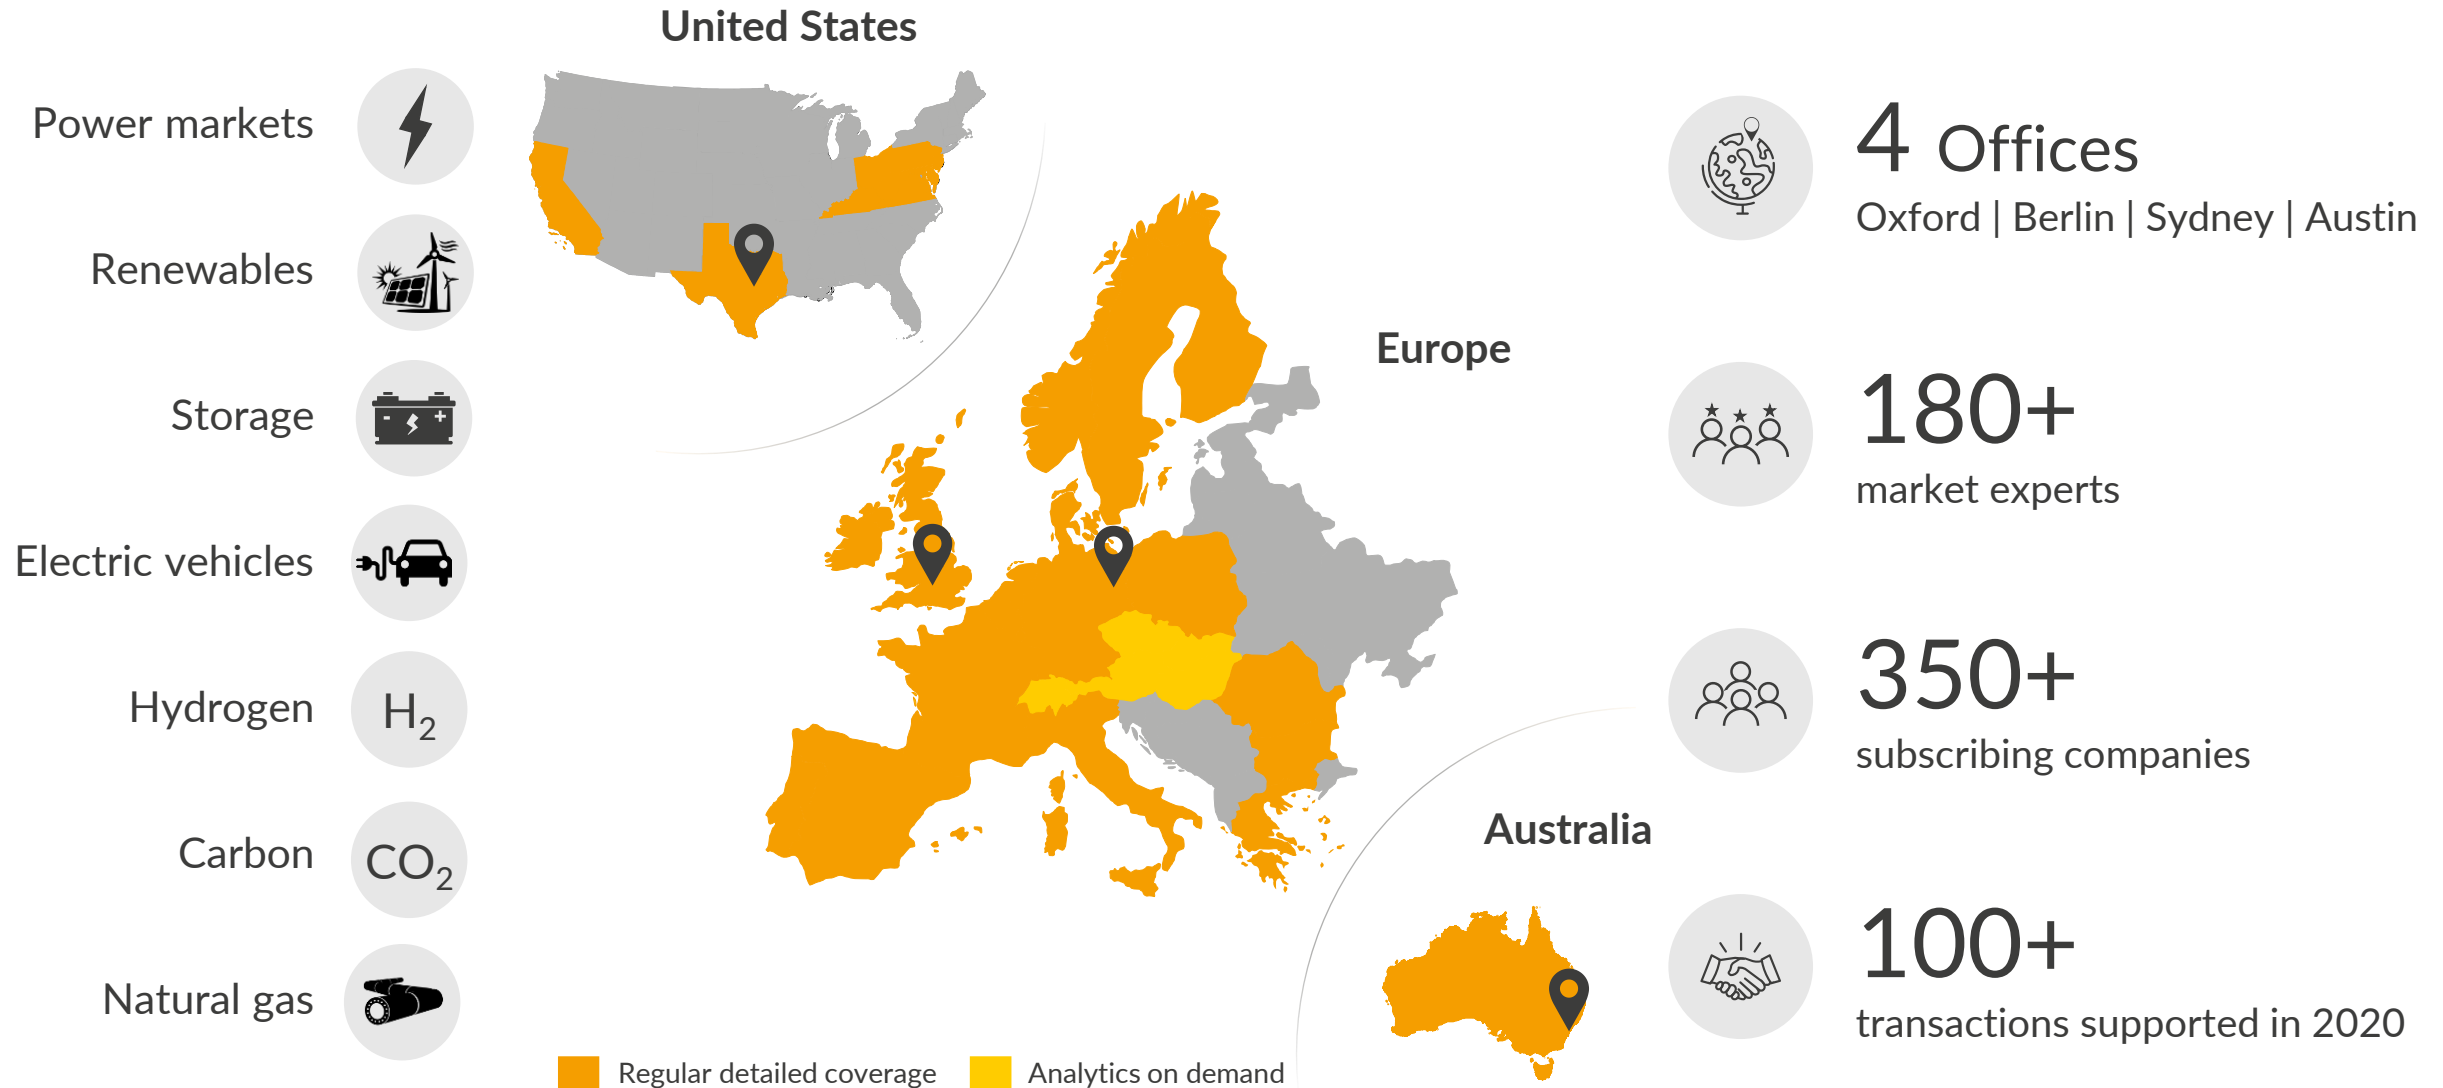 United States
Power markets
Renewables
Storage
Electric vehicles
Hydrogen
H2
Carbon
CO2
Natural gas
Europe
Australia
Regular detailed coverage
Analytics on demand
4 Offices
Oxford | Berlin | Sydney | Austin
180+
market experts
350+
subscribing companies
100+
transactions supported in 2020